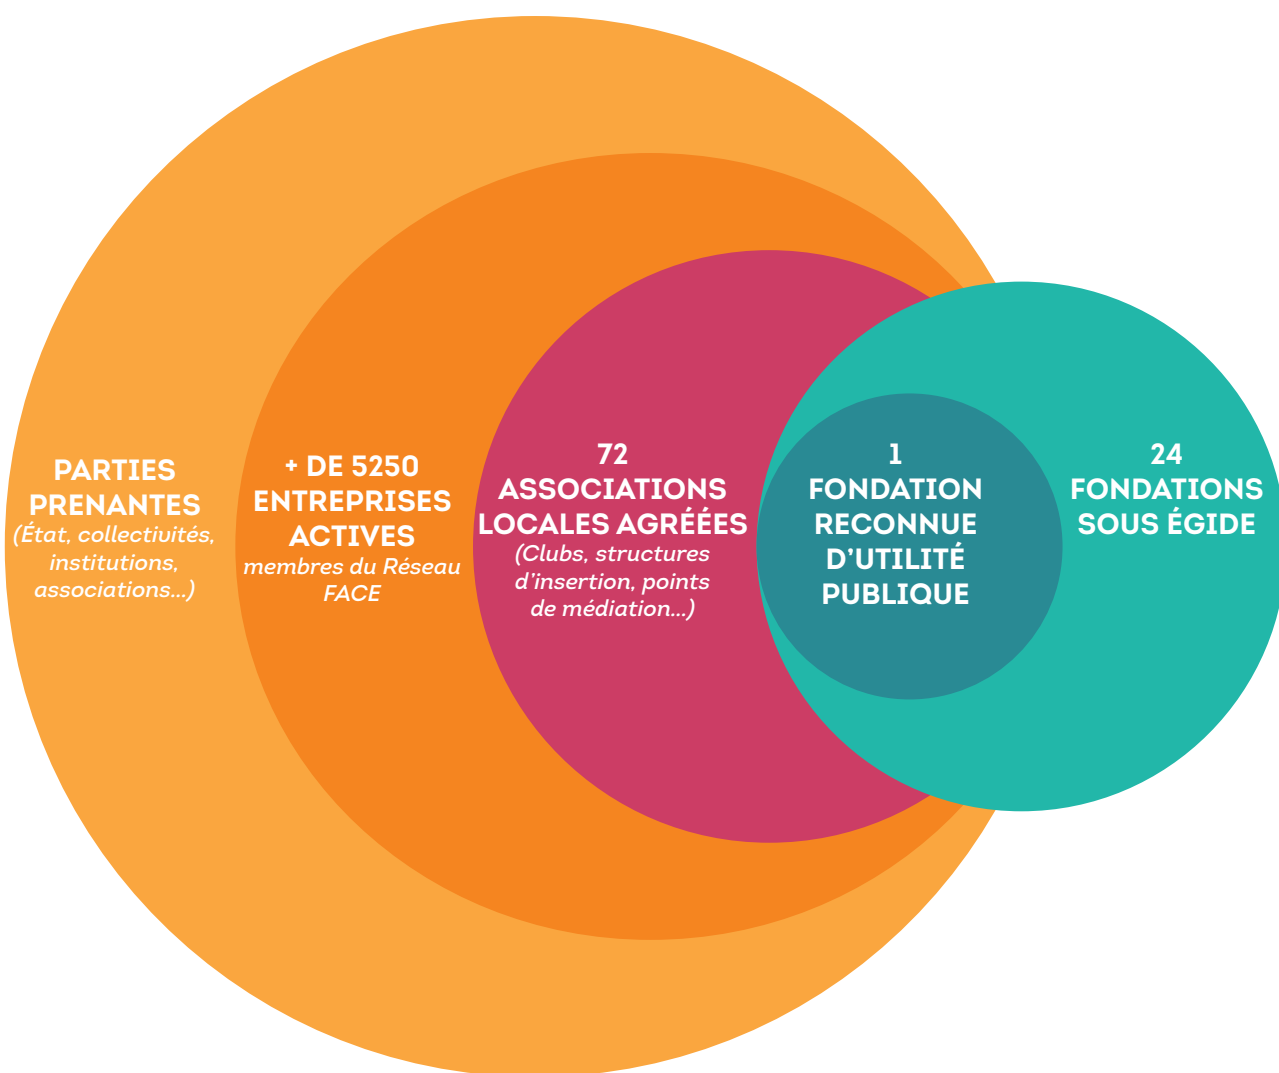 PARTIES
PRENANTES
(État, collectivités,
institutions,
associations...)
+ DE 5250
ENTREPRISES
ACTIVES
membres du Réseau
FACE
72
ASSOCIATIONS
LOCALES AGRÉÉES
(Clubs, structures
d'insertion, points
de médiation...)
1
FONDATION
RECONNUE
D'UTILITÉ
PUBLIQUE
24
FONDATIONS
SOUS ÉGIDE